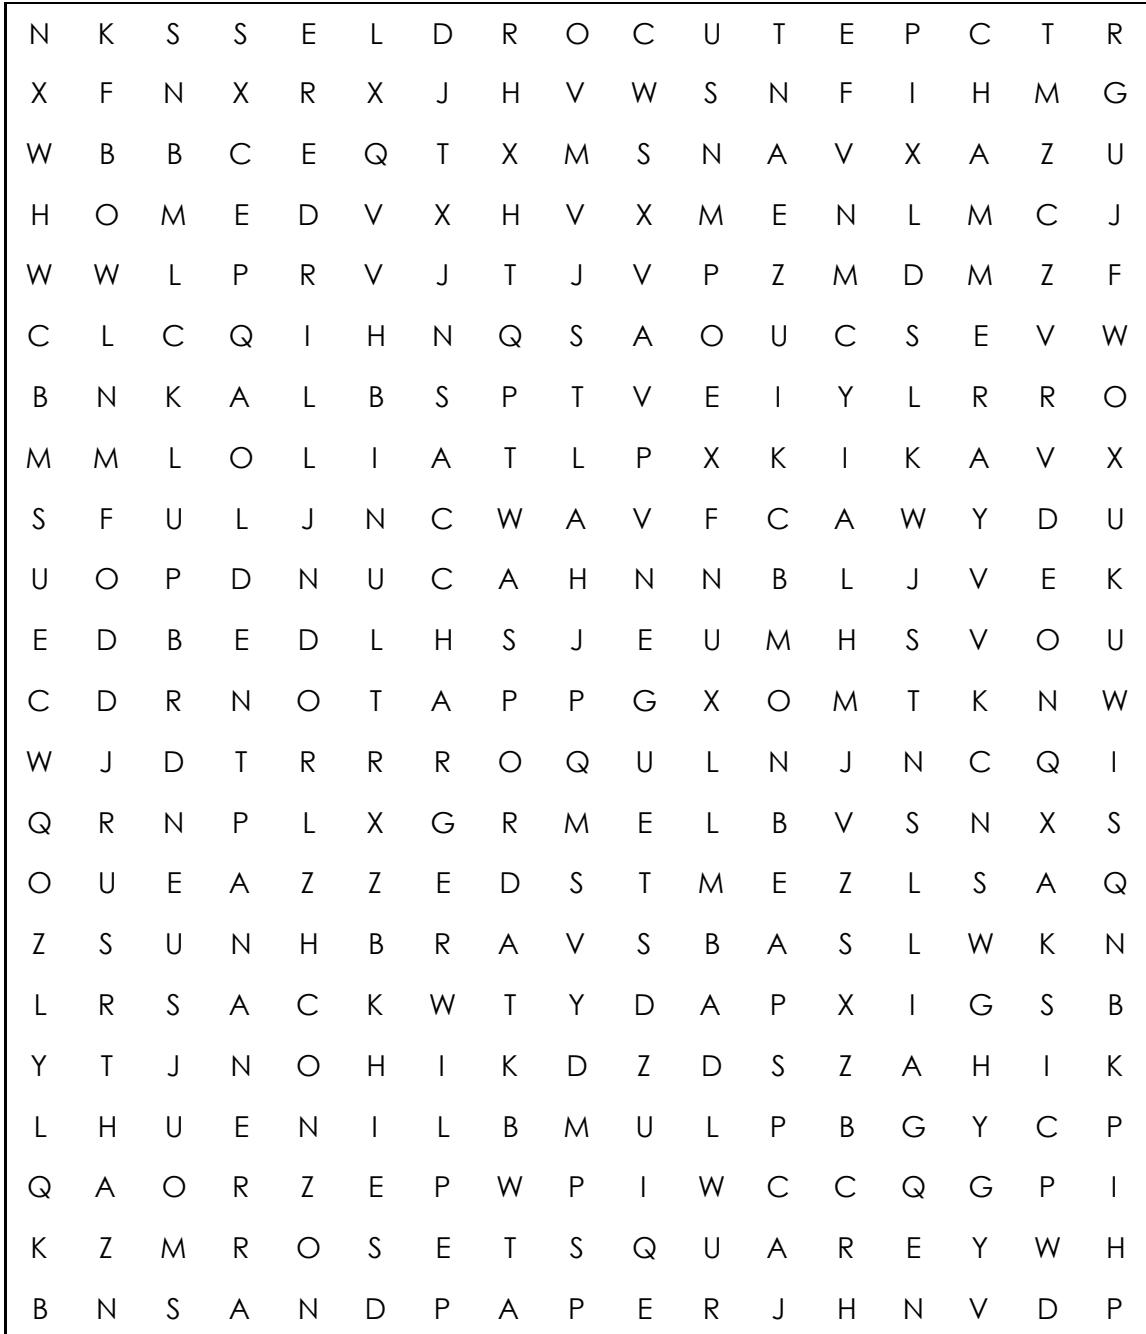 N K S S E L D R O C U T E P C T R
X F N X R X J H V W S N F I H M G
W B B C E Q T X M S N A V X A Z U
H O M E D V X H V X M E N L M C J
W W L P R V J T J V P Z M D M Z F
C L C Q I H N Q S A O U C S E V W
B N K A L B S P T V E I Y L R R O
M M L O L I A T L P X K I K A V X
S F U L J N C W A V F C A W Y D U
U O P D N U C A H N N B L J V E K
E D B E D L H S J E U M H S V O U
C D R N O T A P P G X O M T K N W
W J D T R R R O Q U L N J N C Q I
Q R N P L X G R M E L B V S N X S
O U E A Z Z E D S T M E Z L S A Q
Z S U N H B R A V S B A S L W K N
L R S A C K W T Y D A P X I G S B
Y T J N O H I K D Z D S Z A H I K
L H U E N I L B M U L P B G Y C P
Q A O R Z E P W P I W C C Q G P I
K Z M R O S E T S Q U A R E Y W H
B N S A N D P A P E R J H N V D P